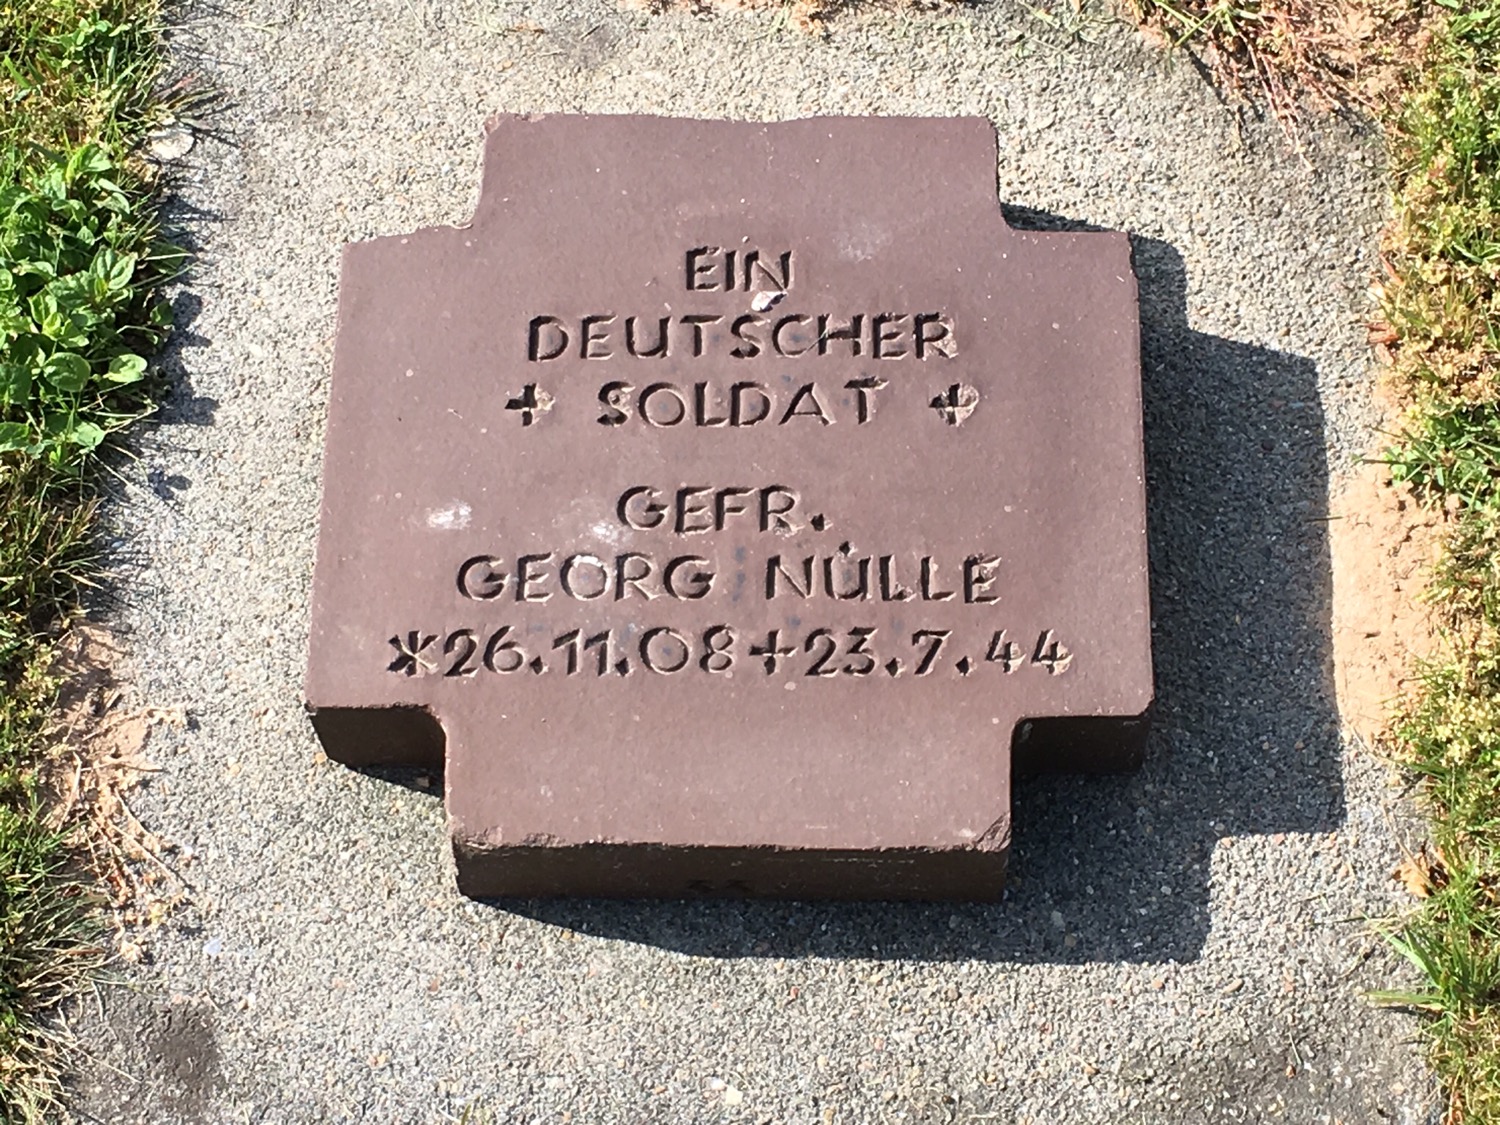 EIN
DEUTSCHER
+ SOLDAT +
GEFR.
GEORG NÜLLE
*26.11.08+23.7.44